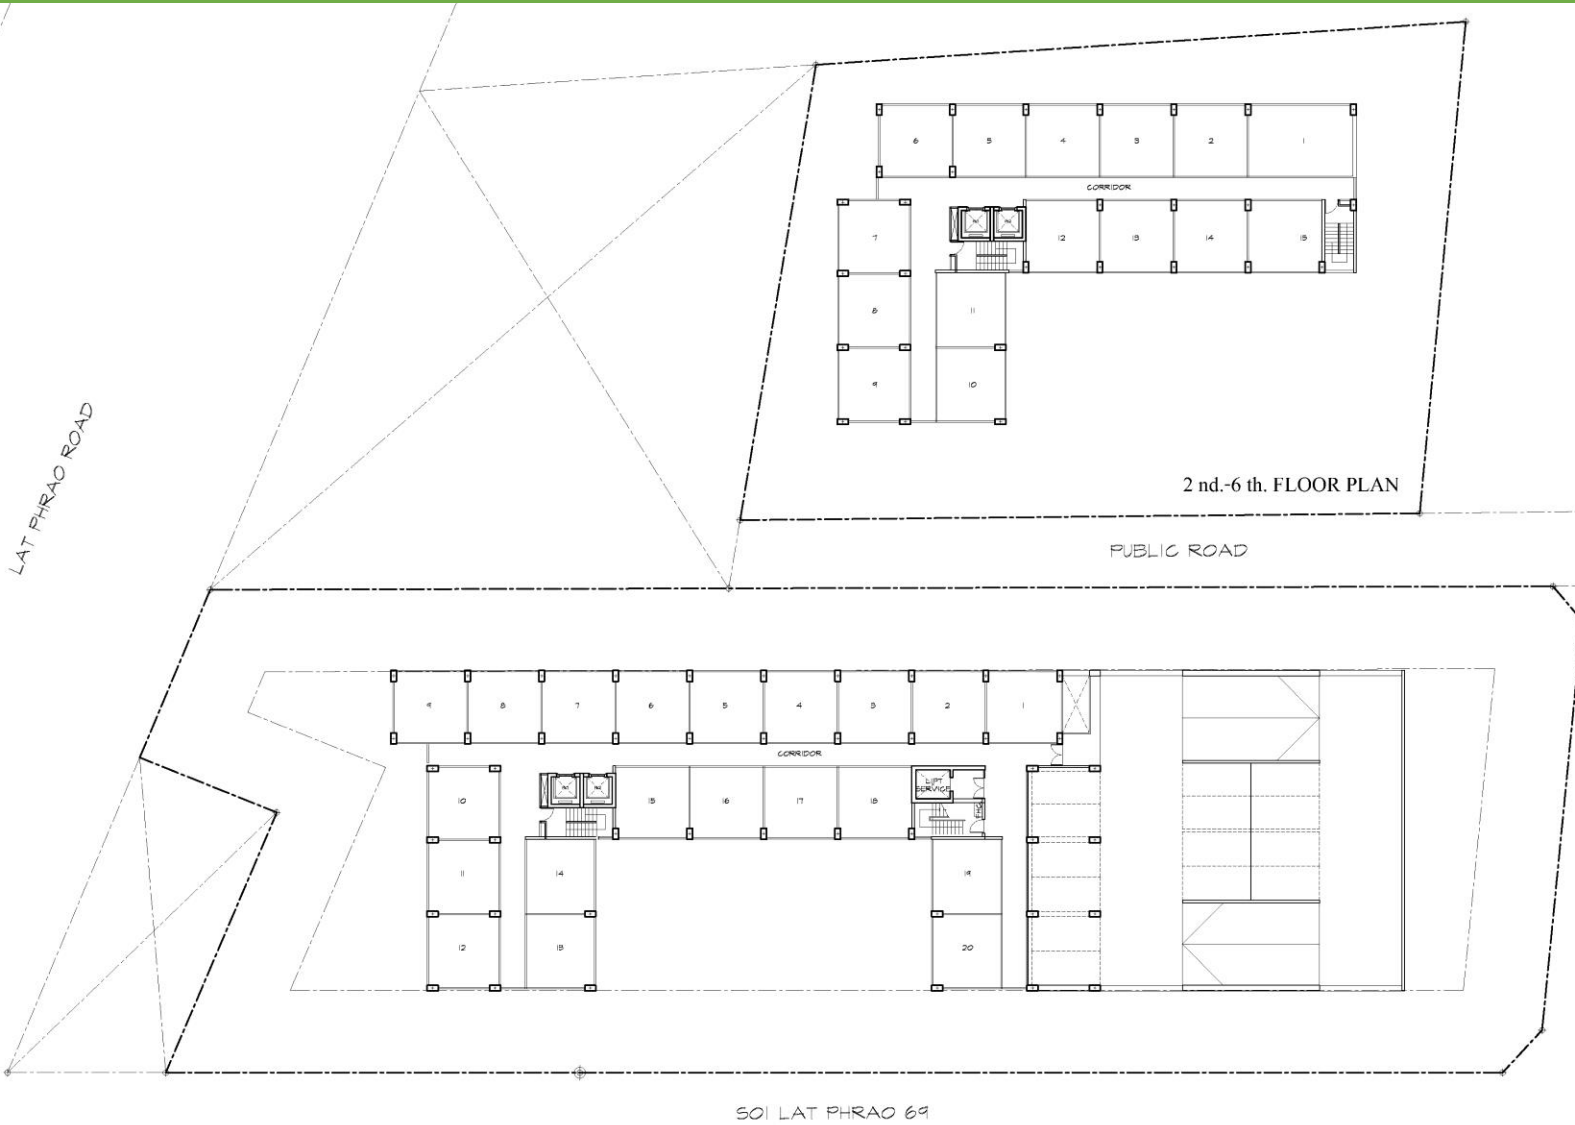 6 5 4 3 2 1
CORRIDOR
7 12 13 14 15
8 11
9 10
2 nd.-6 th. FLOOR PLAN
LAT PHRAO ROAD
PUBLIC ROAD
9 8 7 6 5 4 3 2 1
CORRIDOR
10 15 16 17 18
LIFT
SERVICE
11 14 19
12 13 20
SOI LAT PHRAO 69